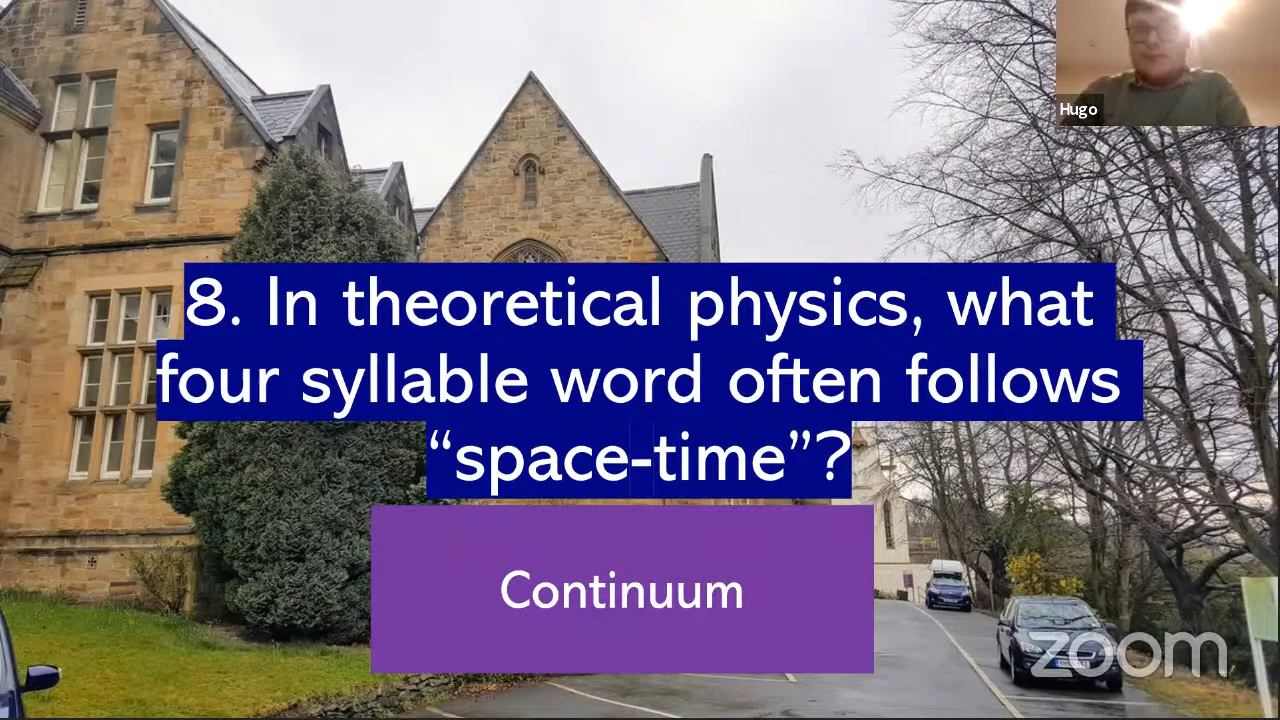 Hugo
8. In theoretical physics, what
four syllable word often follows
“space-time”?
Continuum
zoom